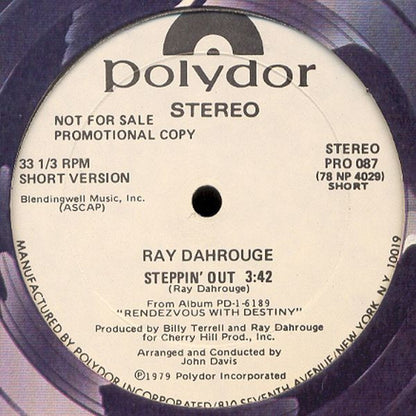 polydor
STEREO
NOT FOR SALE
PROMOTIONAL COPY
33 1/3 RPM
SHORT VERSION
Blendingwell Music, Inc.
(ASCAP)
STEREO
PRO 087
(78 NP 4029)
SHORT
RAY DAHROUGE
STEPPIN' OUT 3:42
(Ray Dahrouge)
From Album PD-1-6189
"RENDEZVOUS WITH DESTINY"
Produced by Billy Terrell and Ray Dahrouge
for Cherry Hill Prod., Inc.
Arranged and Conducted by
John Davis
℗1979 Polydor Incorporated
MANUFACTURED BY POLYDOR INCORPORATED/810 SEVENTH AVENUE/NEW YORK, N.Y. 10019